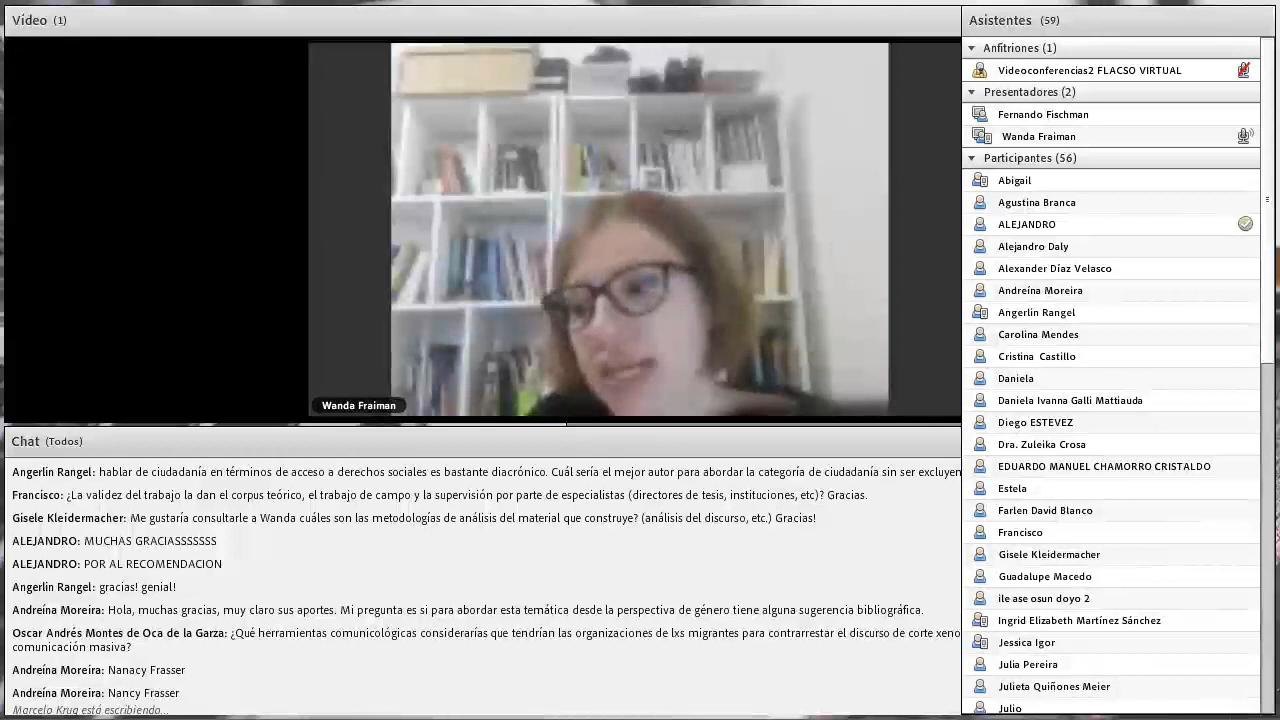 Vídeo (1)
Wanda Fraiman
Chat (Todos)
Angerlin Rangel: hablar de ciudadanía en términos de acceso a derechos sociales es bastante diacrónico. Cuál sería el mejor autor para abordar la categoría de ciudadanía sin ser excluyen
Francisco: ¿La validez del trabajo la dan el corpus teórico, el trabajo de campo y la supervisión por parte de especialistas (directores de tesis, instituciones, etc)? Gracias.
Gisele Kleidermacher: Me gustaría consultarle a Wanda cuáles son las metodologías de análisis del material que construye? (análisis del discurso, etc.) Gracias!
ALEJANDRO: MUCHAS GRACIASSSSSSS
ALEJANDRO: POR AL RECOMENDACION
Angerlin Rangel: gracias! genial!
Andreína Moreira: Hola, muchas gracias, muy claro sus aportes. Mi pregunta es si para abordar esta temática desde la perspectiva de género tiene alguna sugerencia bibliográfica.
Oscar Andrés Montes de Oca de la Garza: ¿Qué herramientas comunicológicas considerarías que tendrían las organizaciones de lxs migrantes para contrarrestar el discurso de corte xeno
comunicación masiva?
Andreína Moreira: Nanacy Frasser
Andreína Moreira: Nancy Frasser
Marcelo Krug está escribiendo...
Asistentes (59)
Anfitriones (1)
Videoconferencias2 FLACSO VIRTUAL
Presentadores (2)
Fernando Fischman
Wanda Fraiman
Participantes (56)
Abigail
Agustina Branca
ALEJANDRO
Alejandro Daly
Alexander Díaz Velasco
Andreína Moreira
Angerlin Rangel
Carolina Mendes
Cristina Castillo
Daniela
Daniela Ivanna Galli Mattiauda
Diego ESTEVEZ
Dra. Zuleika Crosa
EDUARDO MANUEL CHAMORRO CRISTALDO
Estela
Farlen David Blanco
Francisco
Gisele Kleidermacher
Guadalupe Macedo
ile ase osun doyo 2
Ingrid Elizabeth Martínez Sánchez
Jessica Igor
Julia Pereira
Julieta Quiñones Meier
Julio